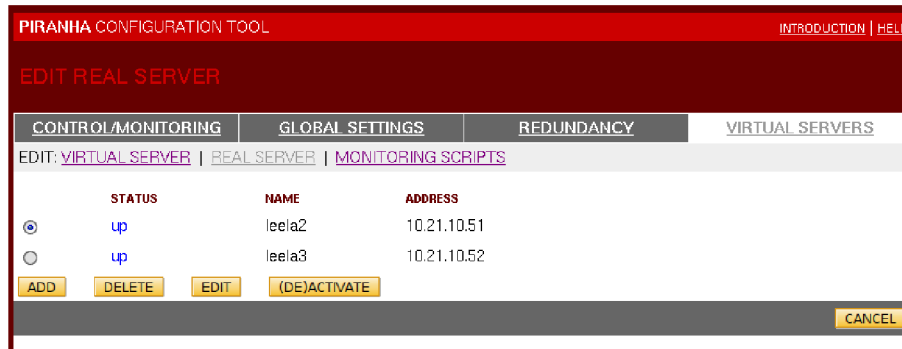 PIRANHA CONFIGURATION TOOL INTRODUCTION | HELP
EDIT REAL SERVER
CONTROL/MONITORING GLOBAL SETTINGS REDUNDANCY VIRTUAL SERVERS
EDIT: VIRTUAL SERVER | REAL SERVER | MONITORING SCRIPTS
STATUS NAME ADDRESS
up leela2 10.21.10.51
up leela3 10.21.10.52
ADD DELETE EDIT (DE)ACTIVATE
CANCEL